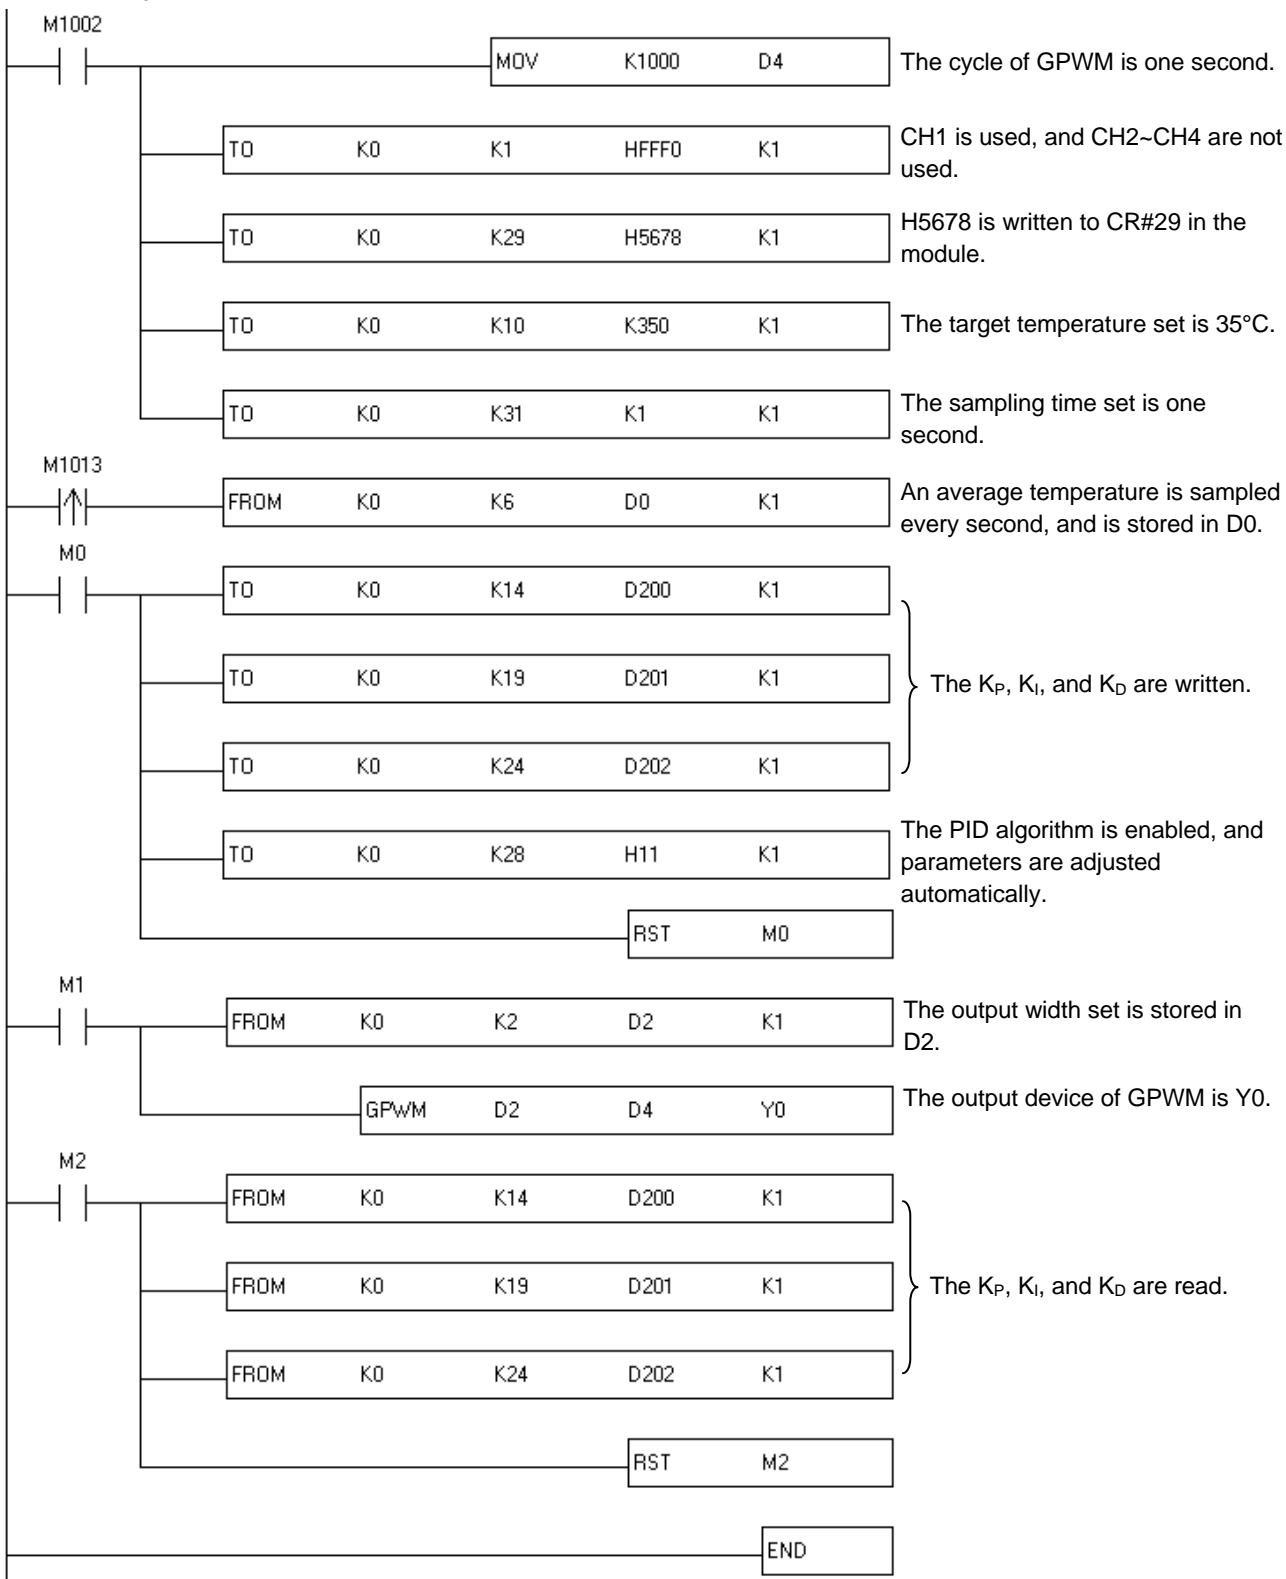 M1002
MOV K1000 D4
The cycle of GPWM is one second.
TO K0 K1 HFFF0 K1
CH1 is used, and CH2~CH4 are not
used.
TO K0 K29 H5678 K1
H5678 is written to CR#29 in the
module.
TO K0 K10 K350 K1
The target temperature set is 35°C.
TO K0 K31 K1 K1
The sampling time set is one
second.
M1013
FROM K0 K6 D0 K1
An average temperature is sampled
every second, and is stored in D0.
M0
TO K0 K14 D200 K1
TO K0 K19 D201 K1
The KP, KI, and KD are written.
TO K0 K24 D202 K1
TO K0 K28 H11 K1
The PID algorithm is enabled, and
parameters are adjusted
automatically.
RST M0
M1
FROM K0 K2 D2 K1
The output width set is stored in
D2.
GPWM D2 D4 Y0
The output device of GPWM is Y0.
M2
FROM K0 K14 D200 K1
FROM K0 K19 D201 K1
The KP, KI, and KD are read.
FROM K0 K24 D202 K1
RST M2
END